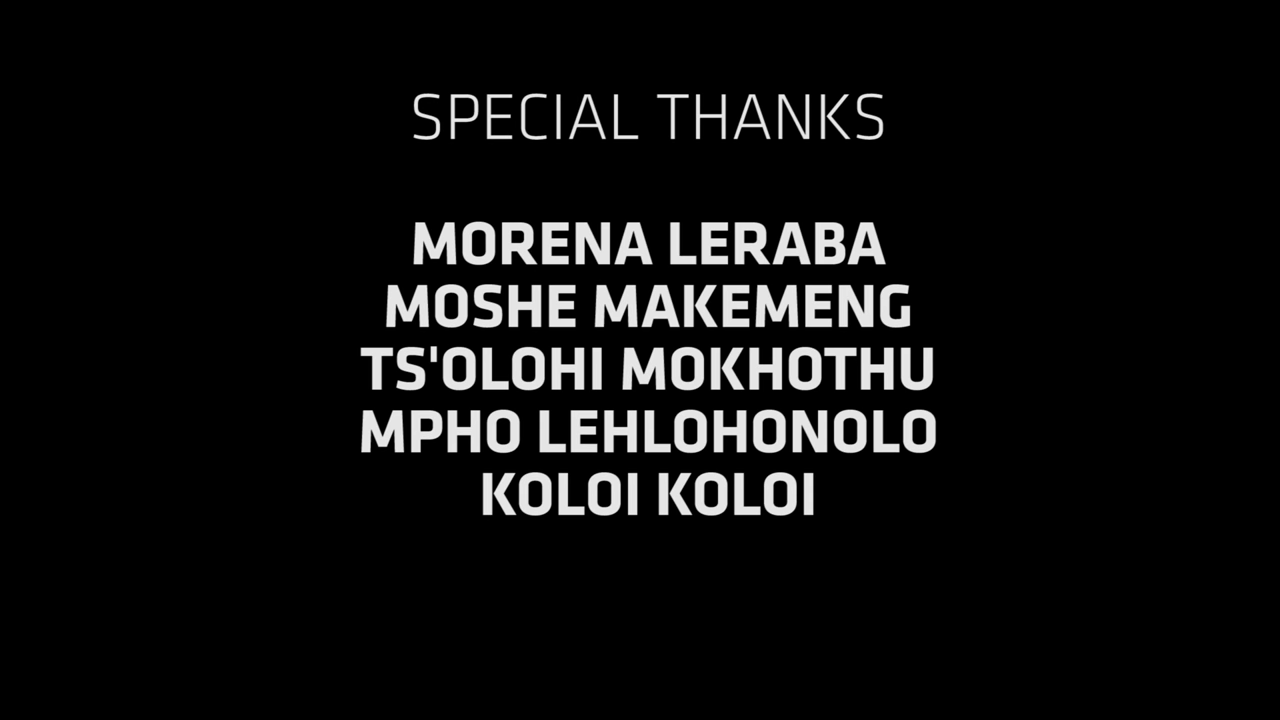 SPECIAL THANKS
MORENA LERABA
MOSHE MAKEMENG
TS'OLOHI MOKHOTHU
MPHO LEHLOHONOLO
KOLOI KOLOI